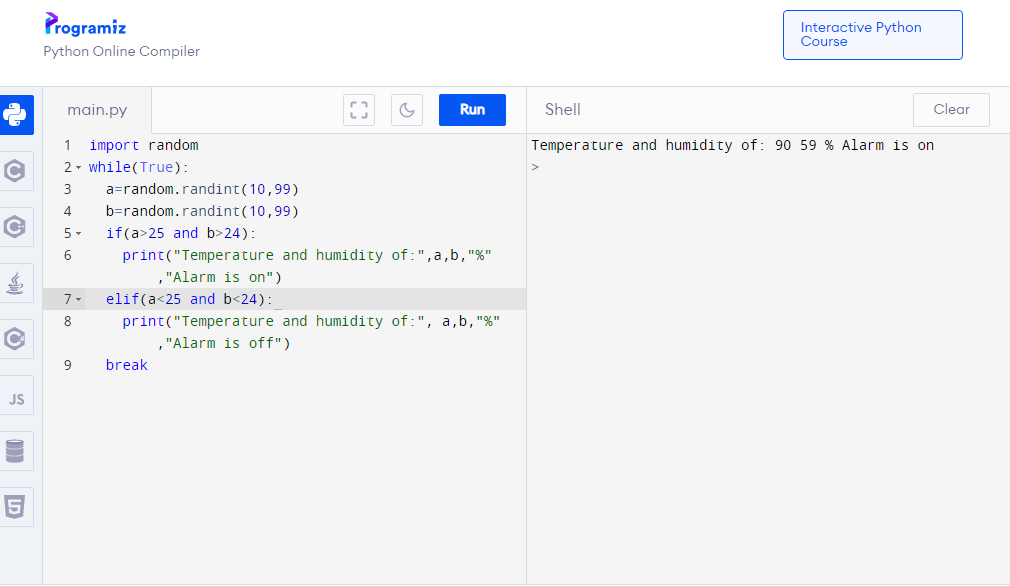 Programiz
Python Online Compiler
Interactive Python
Course
main.py
Run
Shell
Clear
1 import random
2 while(True):
3 a=random.randint(10,99)
4 b=random.randint(10,99)
5 if(a>25 and b>24):
6 print("Temperature and humidity of:",a,b,"%"
,"Alarm is on")
7 elif(a<25 and b<24):
8 print("Temperature and humidity of:", a,b,"%"
,"Alarm is off")
9 break
Temperature and humidity of: 90 59 % Alarm is on
>
JS